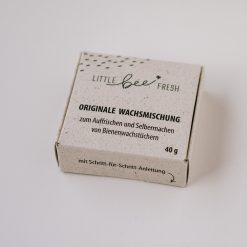 LITTLE bee FRESH
ORIGINALE WACHSMISCHUNG
zum Auffrischen und Selbermachen
von Bienenwachstüchern
40 g
mit Schritt-für-Schritt-Anleitung